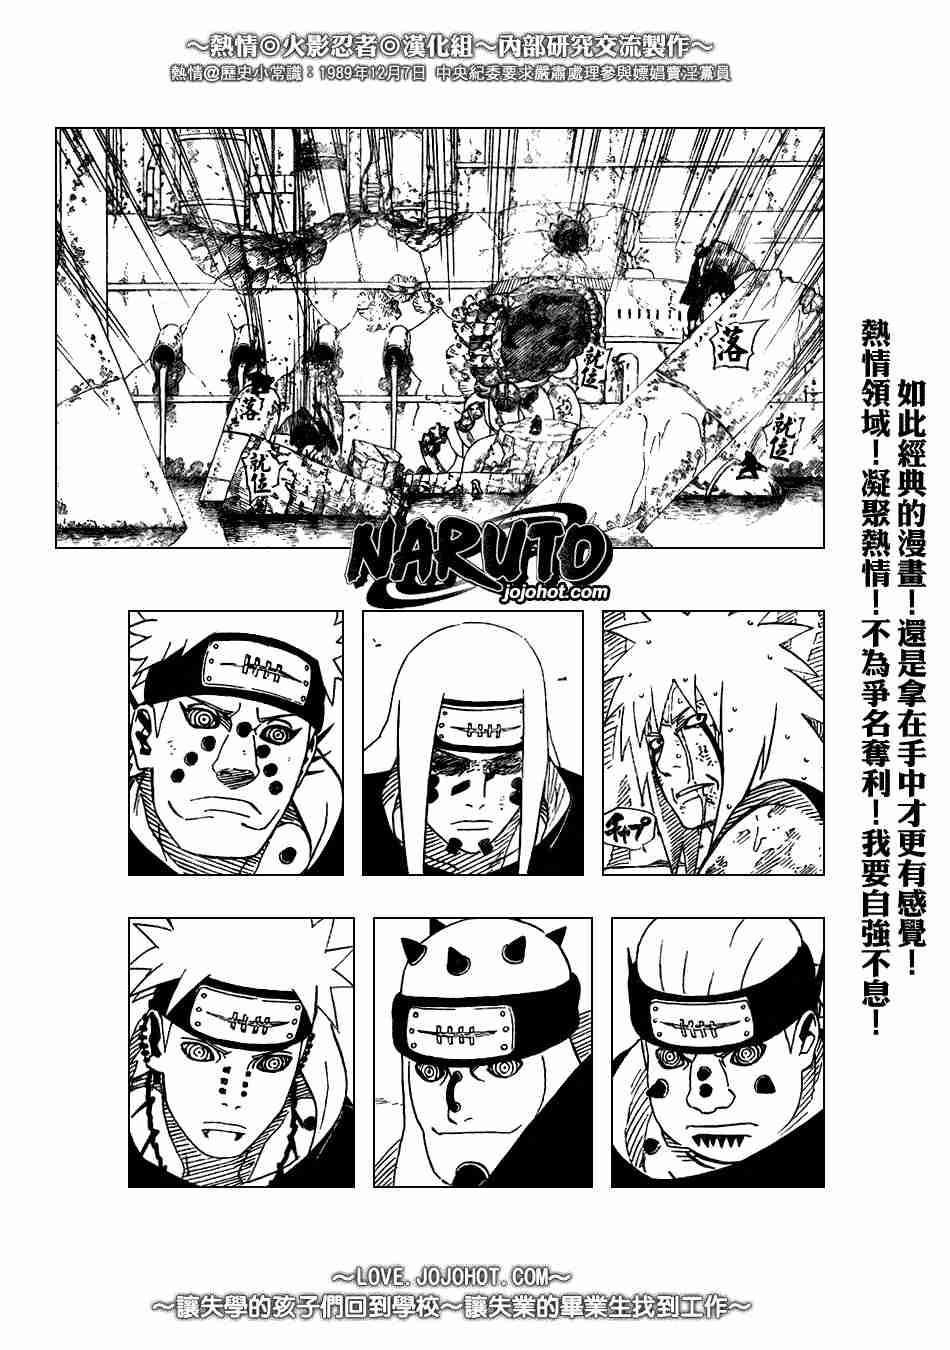 ～熱情◎火影忍者◎漢化組～內部研究交流製作～
熱情@歷史小常識：1989年12月7日 中央紀委要求嚴肅處理參與嫖娼賣淫黨員
落
就位
落
就位
就位
NARUTO
jojohot.com
チャプ
如此經典的漫畫！還是拿在手中才更有感覺！
熱情領域！凝聚熱情！不為爭名奪利！我要自強不息！
～LOVE.JOJOHOT.COM～
～讓失學的孩子們回到學校～讓失業的畢業生找到工作～